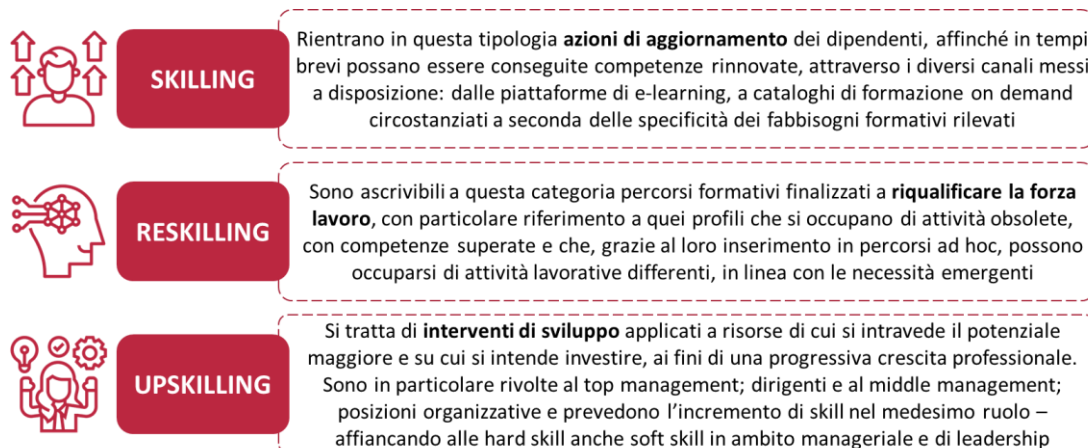 SKILLING
Rientrano in questa tipologia azioni di aggiornamento dei dipendenti, affinché in tempi
brevi possano essere conseguite competenze rinnovate, attraverso i diversi canali messi
a disposizione: dalle piattaforme di e-learning, a cataloghi di formazione on demand
circostanziati a seconda delle specificità dei fabbisogni formativi rilevati
RESKILLING
Sono ascrivibili a questa categoria percorsi formativi finalizzati a riqualificare la forza
lavoro, con particolare riferimento a quei profili che si occupano di attività obsolete,
con competenze superate e che, grazie al loro inserimento in percorsi ad hoc, possono
occuparsi di attività lavorative differenti, in linea con le necessità emergenti
UPSKILLING
Si tratta di interventi di sviluppo applicati a risorse di cui si intravede il potenziale
maggiore e su cui si intende investire, ai fini di una progressiva crescita professionale.
Sono in particolare rivolte al top management; dirigenti e al middle management;
posizioni organizzative e prevedono l’incremento di skill nel medesimo ruolo –
affiancando alle hard skill anche soft skill in ambito manageriale e di leadership